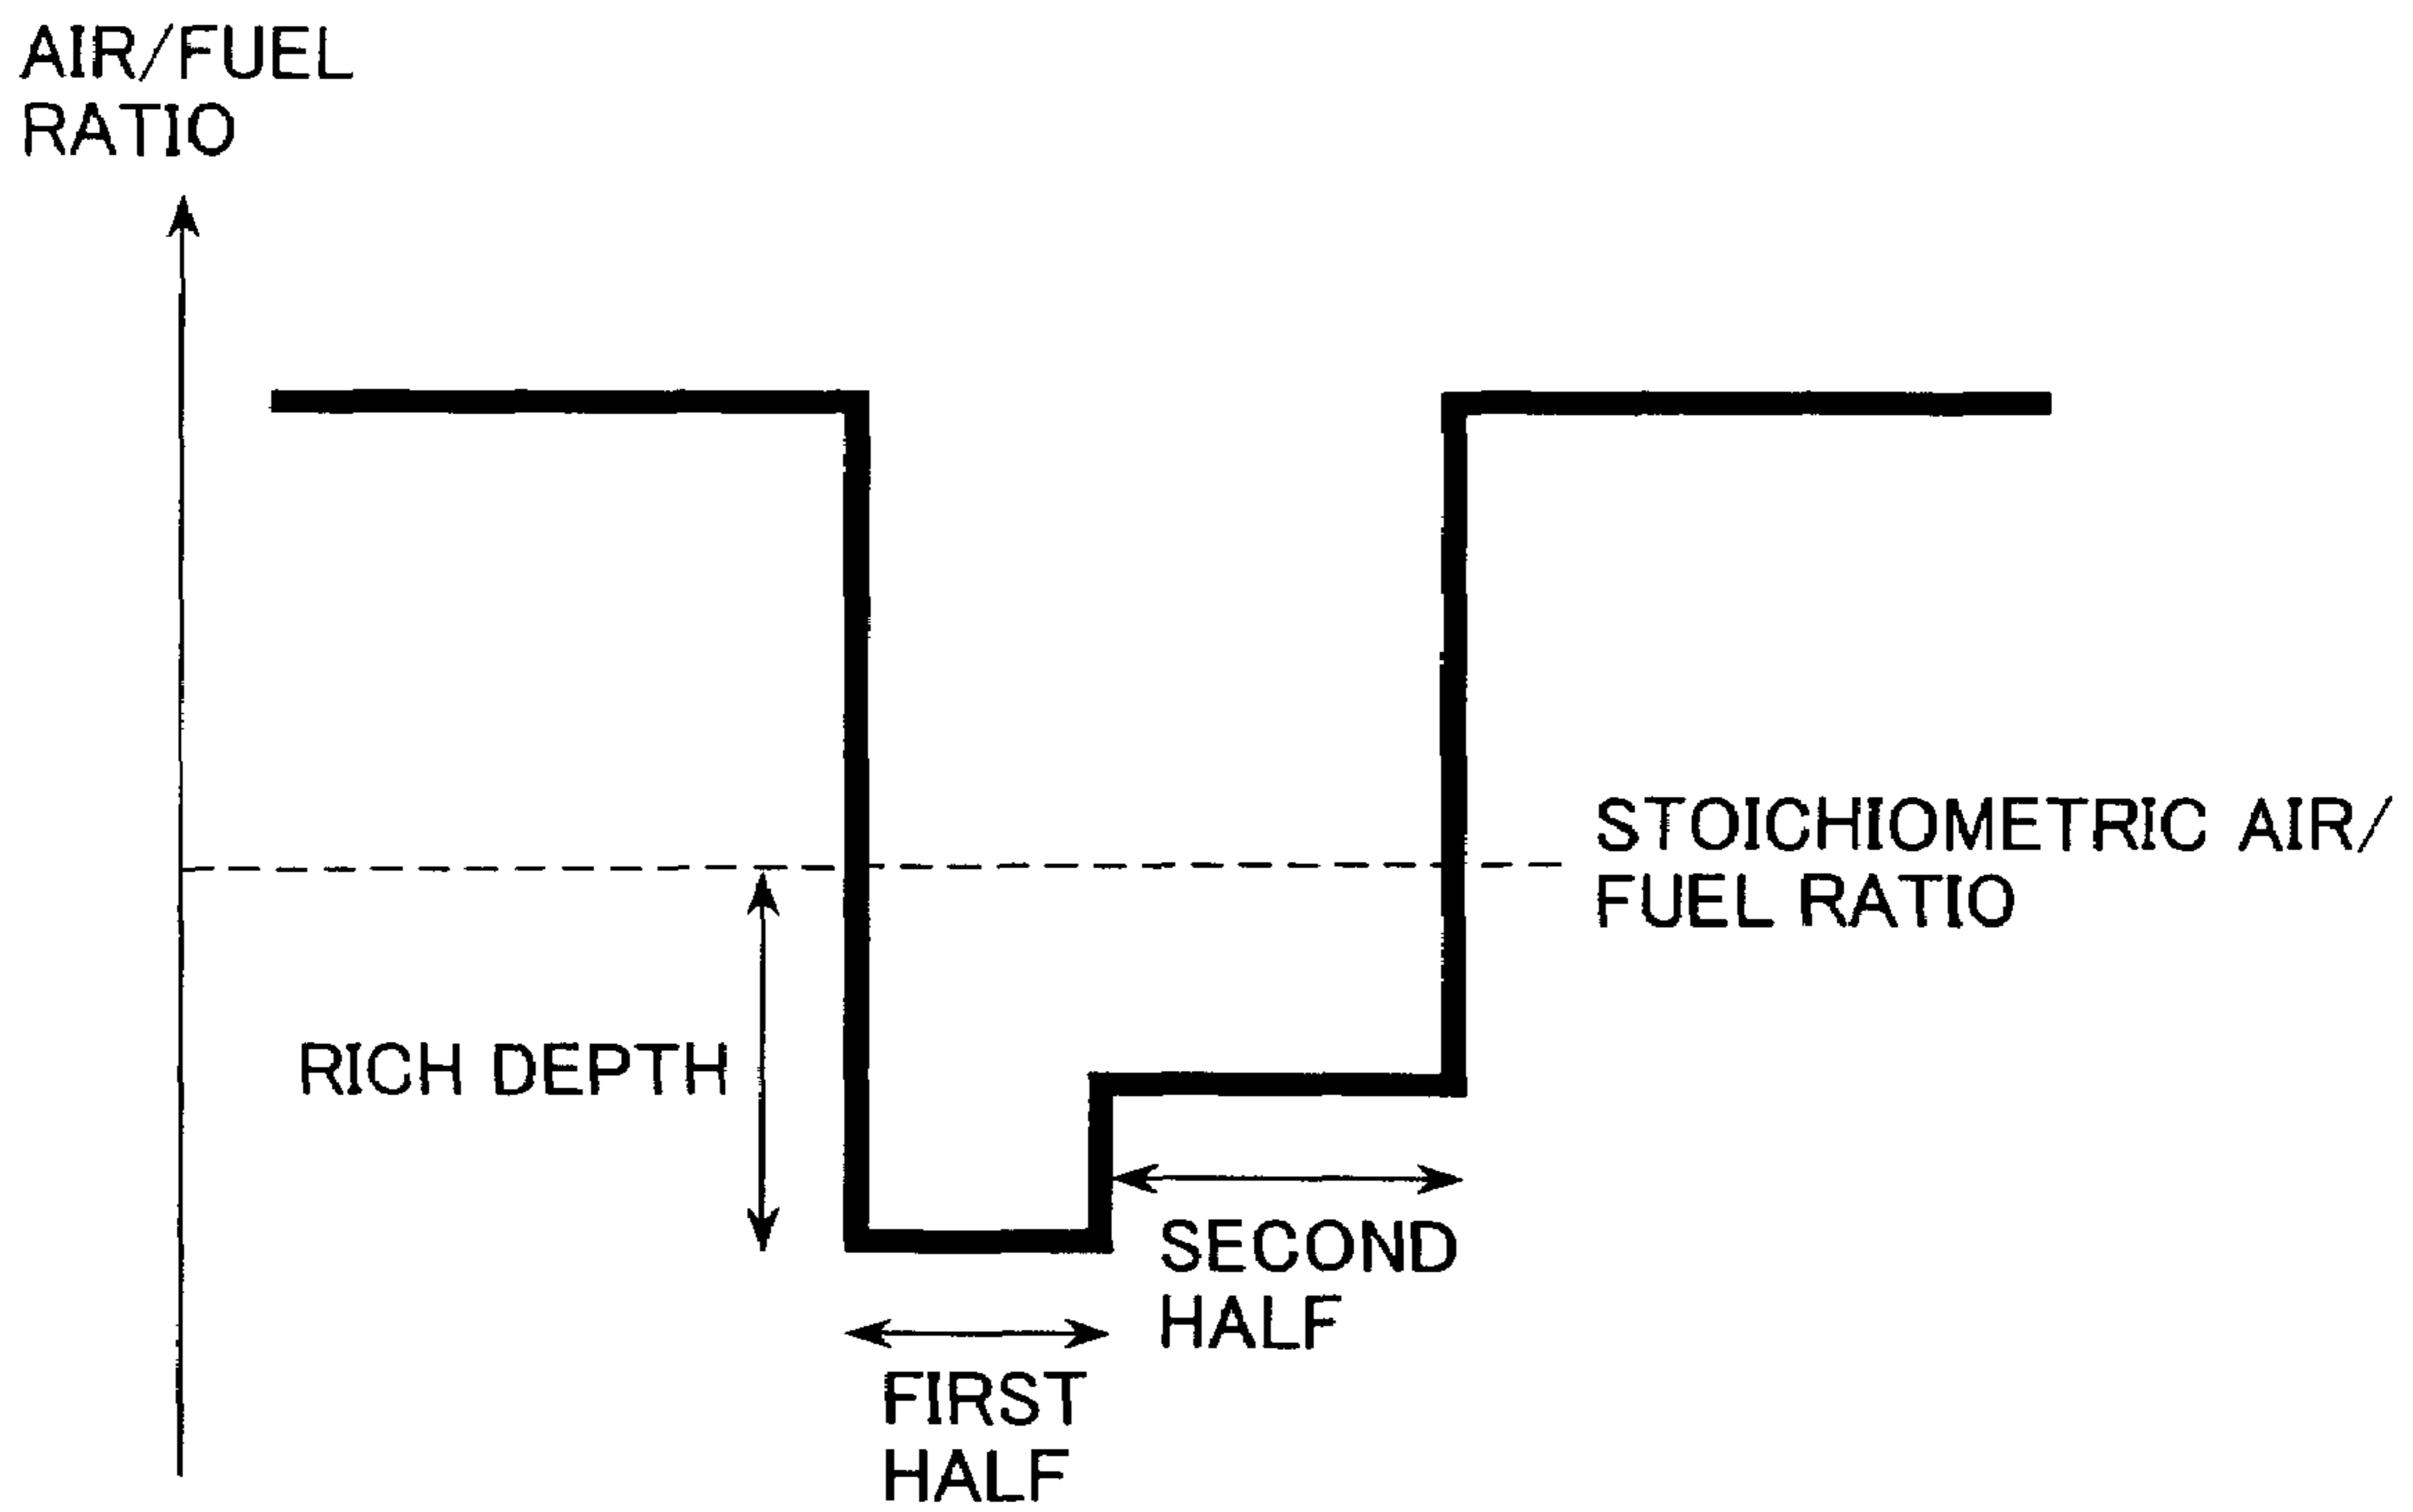 AIR/FUEL
RATIO
STOICHIOMETRIC AIR/
FUEL RATIO
RICH DEPTH
SECOND
HALF
FIRST
HALF